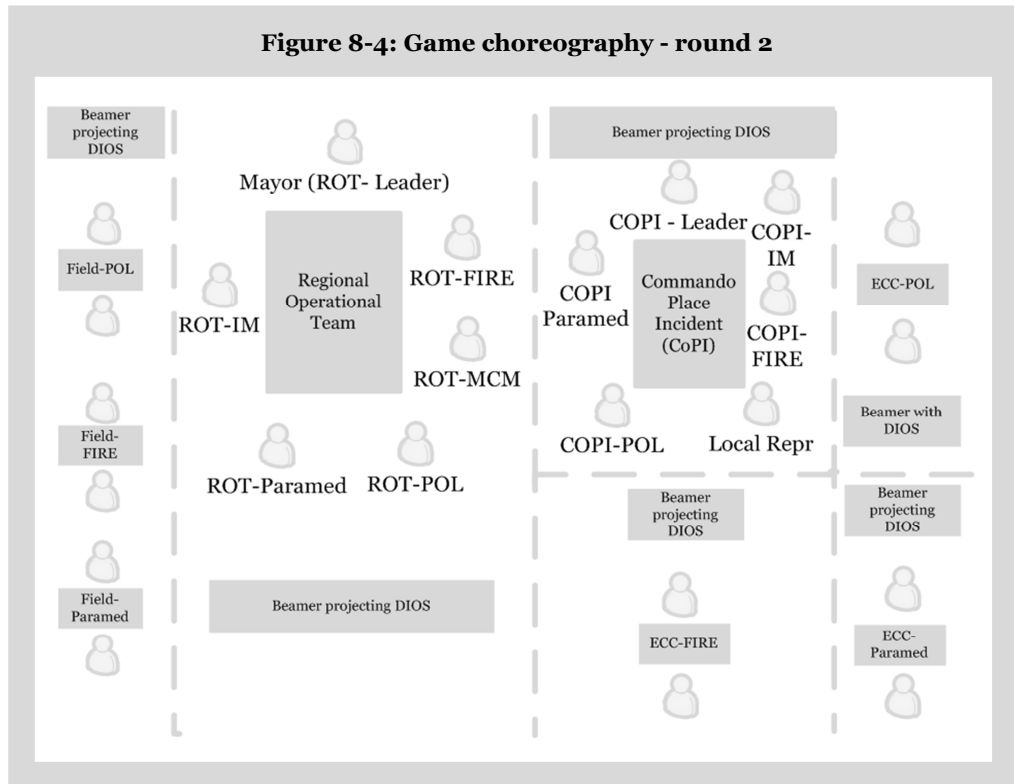 Figure 8-4: Game choreography - round 2
Beamer
projecting
DIOS
Field-POL
Field-
FIRE
Field-
Paramed
Mayor (ROT- Leader)
Regional
Operational
Team
ROT-FIRE
ROT-IM
ROT-MCM
ROT-Paramed
ROT-POL
Beamer projecting DIOS
Beamer projecting DIOS
COPI - Leader
COPI-
IM
COPI
Paramed
Commando
Place
Incident
(CoPI)
COPI-
FIRE
COPI-POL
Local Repr
Beamer
projecting
DIOS
ECC-FIRE
ECC-POL
Beamer with
DIOS
Beamer
projecting
DIOS
ECC-
Paramed